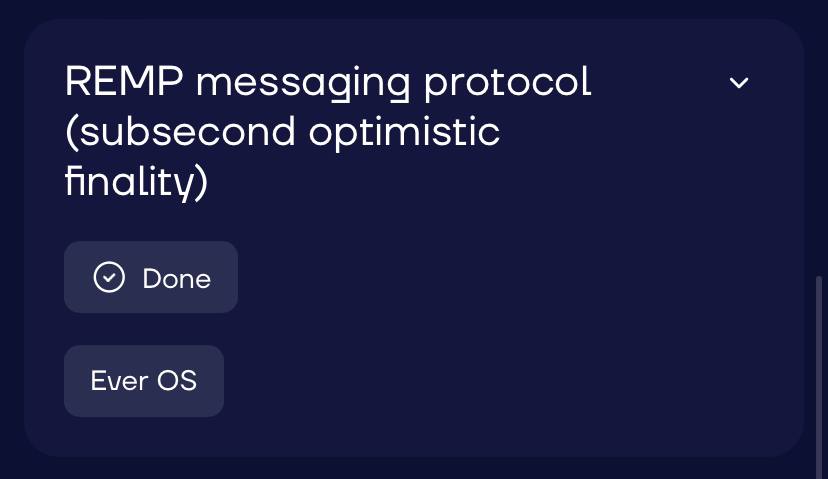 REMP messaging protocol
(subsecond optimistic
finality)
Done
Ever OS